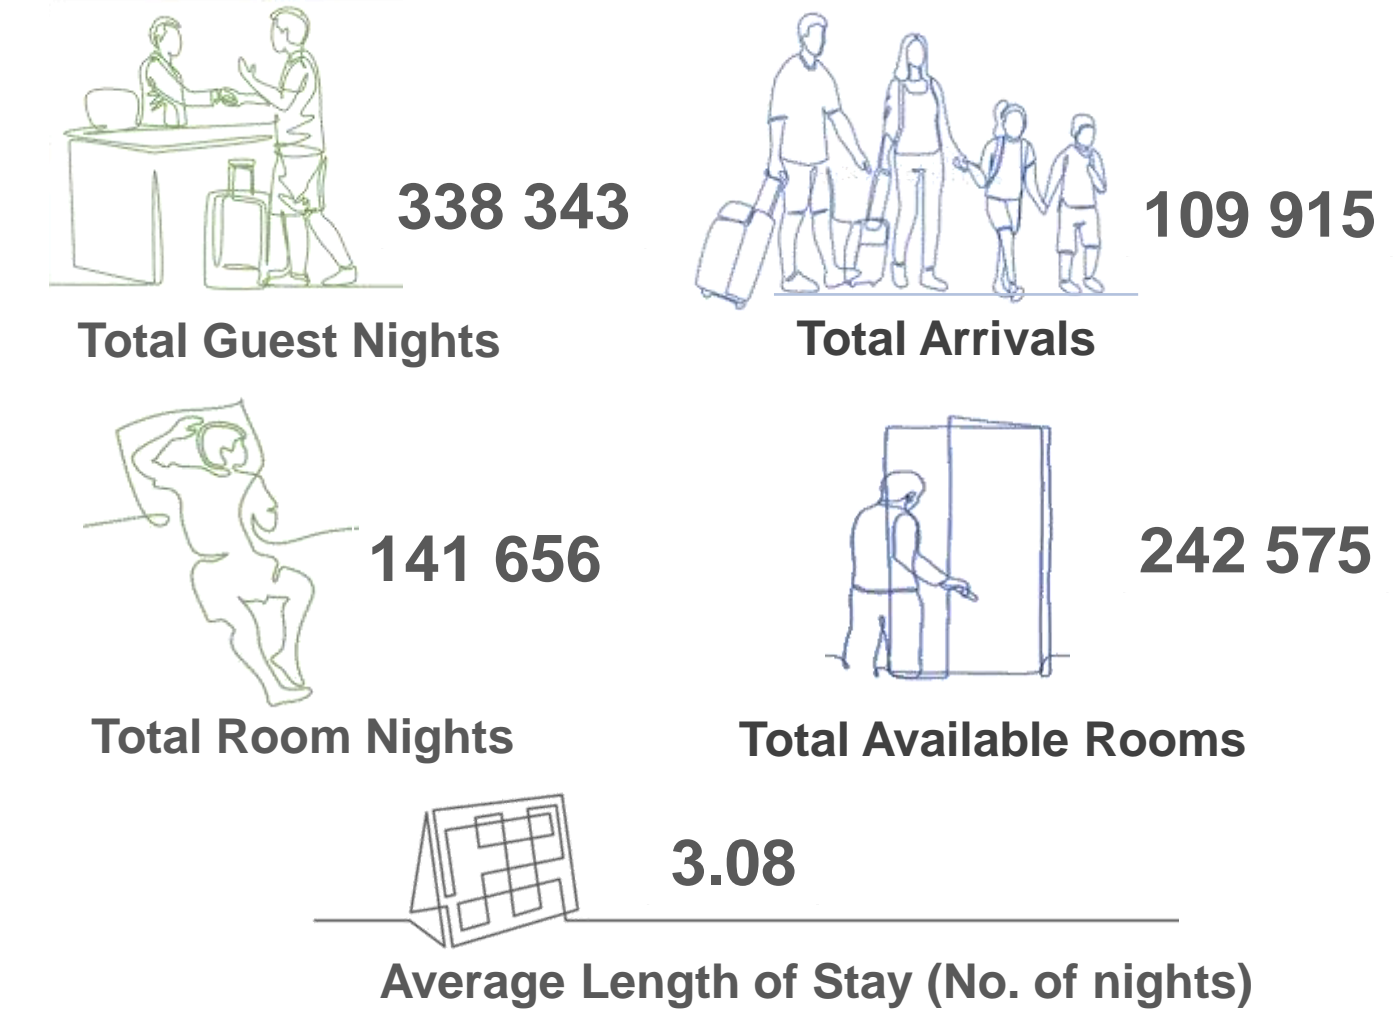 338 343
Total Guest Nights
109 915
Total Arrivals
141 656
Total Room Nights
242 575
Total Available Rooms
3.08
Average Length of Stay (No. of nights)